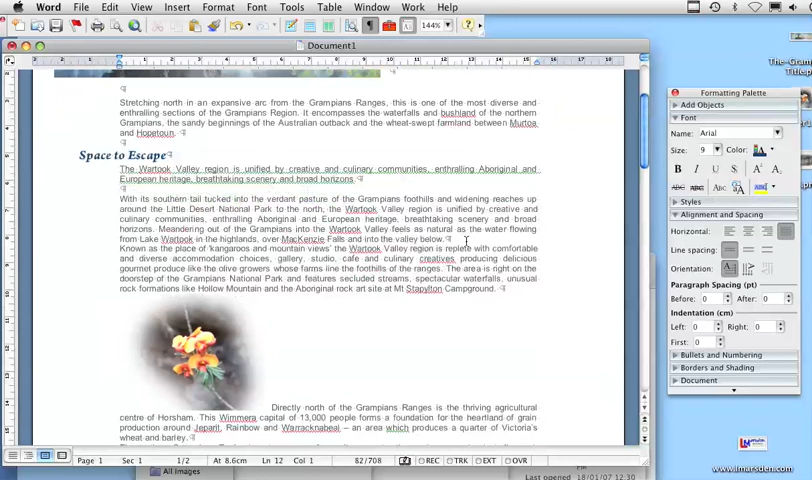 Word File Edit View Insert Format Font Tools Table Window Work Help
144%
Document1
Stretching north in an expansive arc from the Grampians Ranges, this is one of the most diverse and
enthralling sections of the Grampians Region. It encompasses the waterfalls and bushland of the northern
Grampians, the sandy beginnings of the Australian outback and the wheat-swept farmland between Murtoa
and Hopetoun.
Space to Escape
The Wartook Valley region is unified by creative and culinary communities, enthralling Aboriginal and
European heritage, breathtaking scenery and broad horizons.
With its southern tail tucked into the verdant pasture of the Grampians foothills and widening reaches up
around the Little Desert National Park to the north, the Wartook Valley region is unified by creative and
culinary communities, enthralling Aboriginal and European heritage, breathtaking scenery and broad
horizons. Meandering out of the Grampians into the Wartook Valley feels as natural as the water flowing
from Lake Wartook in the highlands, over MacKenzie Falls and into the valley below.
Known as the place of 'kangaroos and mountain views' the Wartook Valley region is replete with comfortable
and diverse accommodation choices, gallery, studio, cafe and culinary creatives producing delicious
gourmet produce like the olive growers whose farms line the foothills of the ranges. The area is right on the
doorstep of the Grampians National Park and features secluded streams, spectacular waterfalls, unusual
rock formations like Hollow Mountain and the Aboriginal rock art site at Mt Stapylton Campground.
Directly north of the Grampians Ranges is the thriving agricultural
centre of Horsham. This Wimmera capital of 13,000 people forms a foundation for the heartland of grain
production around Jeparit, Rainbow and Warracknabeal – an area which produces a quarter of Victoria's
wheat and barley.
Page 1 Sec 1 1/2 At 8.6cm Ln 12 Col 1 82/708 REC TRK EXT OVR
All Images
Last opened 18/01/07 12:30
Formatting Palette
Add Objects
Font
Name: Arial
Size: 9 Color:
B I U S A² A₂
ABC ABC Abc
Styles
Alignment and Spacing
Horizontal:
Line spacing:
Orientation:
Paragraph Spacing (pt)
Before: 0 After: 0
Indentation (cm)
Left: 0 Right: 0
First: 0
Bullets and Numbering
Borders and Shading
Document
www.lmarsden.com